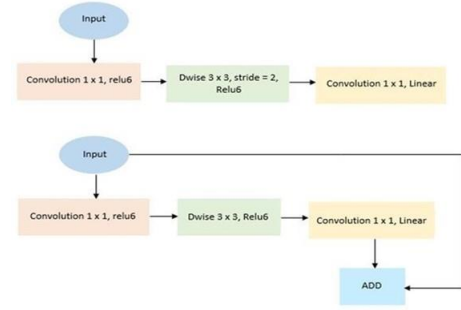 Input
Convolution 1 x 1, relu6
Dwise 3 x 3, stride = 2,
Relu6
Convolution 1 x 1, Linear
Input
Convolution 1 x 1, relu6
Dwise 3 x 3, Relu6
Convolution 1 x 1, Linear
ADD